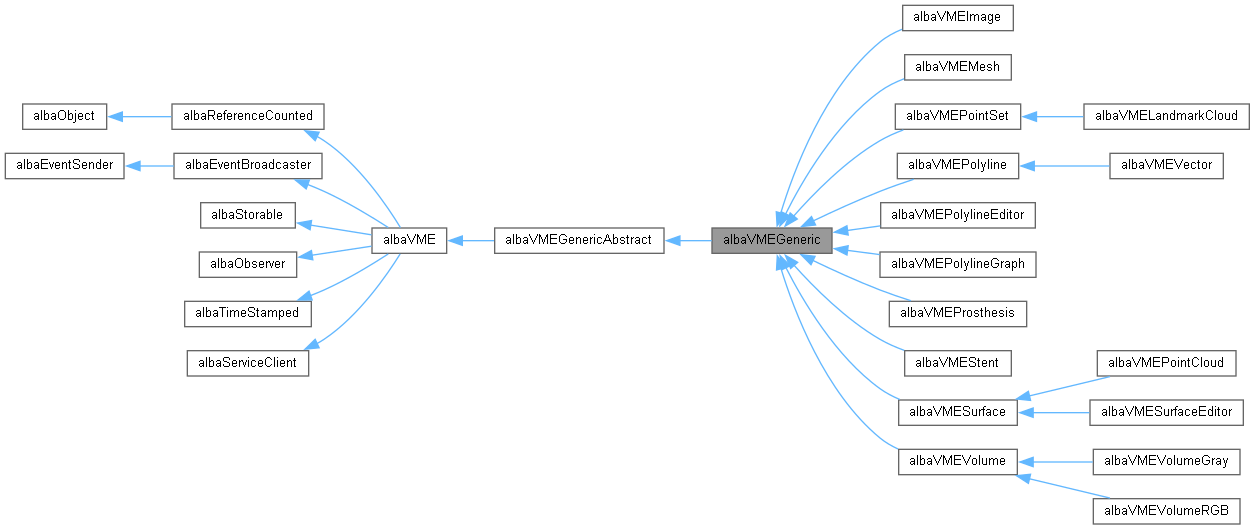 albaVMEImage
albaVMEMesh
albaObject
albaReferenceCounted
albaVMEPointSet
albaVMELandmarkCloud
albaEventSender
albaEventBroadcaster
albaVMEPolyline
albaVMEVector
albaStorable
albaVMEPolylineEditor
albaVME
albaVMEGenericAbstract
albaVMEGeneric
albaObserver
albaVMEPolylineGraph
albaTimeStamped
albaVMEProsthesis
albaServiceClient
albaVMEStent
albaVMEPointCloud
albaVMESurface
albaVMESurfaceEditor
albaVMEVolume
albaVMEVolumeGray
albaVMEVolumeRGB